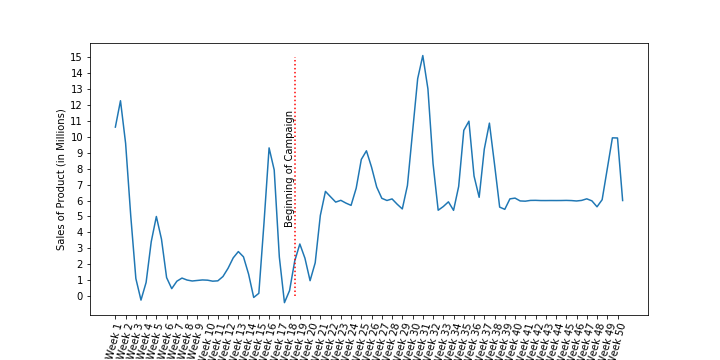 Sales of Product (in Millions)
15
14
13
12
11
10
9
8
7
6
5
4
3
2
1
0
Beginning of Campaign
Week 1
Week 2
Week 3
Week 4
Week 5
Week 6
Week 7
Week 8
Week 9
Week 10
Week 11
Week 12
Week 13
Week 14
Week 15
Week 16
Week 17
Week 18
Week 19
Week 20
Week 21
Week 22
Week 23
Week 24
Week 25
Week 26
Week 27
Week 28
Week 29
Week 30
Week 31
Week 32
Week 33
Week 34
Week 35
Week 36
Week 37
Week 38
Week 39
Week 40
Week 41
Week 42
Week 43
Week 44
Week 45
Week 46
Week 47
Week 48
Week 49
Week 50